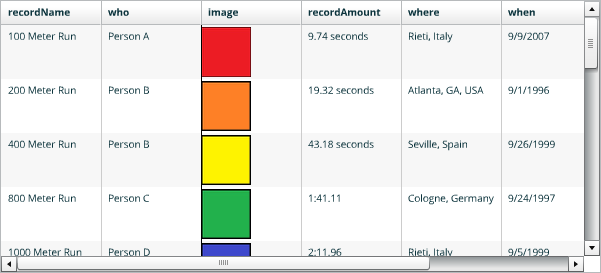 recordName who image recordAmount where when
100 Meter Run Person A 9.74 seconds Rieti, Italy 9/9/2007
200 Meter Run Person B 19.32 seconds Atlanta, GA, USA 9/1/1996
400 Meter Run Person B 43.18 seconds Seville, Spain 9/26/1999
800 Meter Run Person C 1:41.11 Cologne, Germany 9/24/1997
1000 Meter Run Person D 2:11.96 Rieti, Italy 9/5/1999